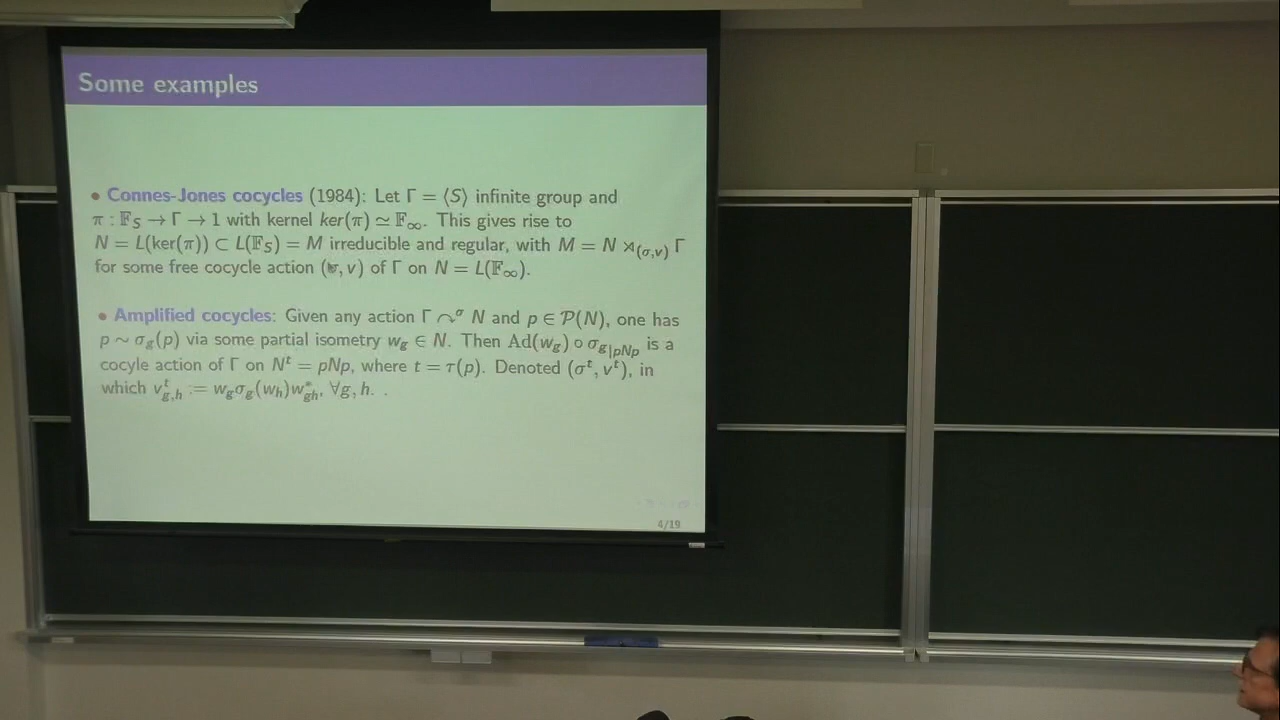 Some examples
• Connes-Jones cocycles (1984): Let Γ = ⟨S⟩ infinite group and
π : 𝔽_S → Γ → 1 with kernel ker(π) ≃ 𝔽_∞. This gives rise to
N = L(ker(π)) ⊂ L(𝔽_S) = M irreducible and regular, with M = N ⋊_(σ,v) Γ
for some free cocycle action (σ, v) of Γ on N = L(𝔽_∞).
• Amplified cocycles: Given any action Γ ↷^σ N and p ∈ 𝒫(N), one has
p ∼ σ_g(p) via some partial isometry w_g ∈ N. Then Ad(w_g) ∘ σ_g|pNp is a
cocyle action of Γ on N^t = pNp, where t = τ(p). Denoted (σ^t, v^t), in
which v^t_g,h := w_g σ_g(w_h)w*_gh, ∀g, h. .
4/19